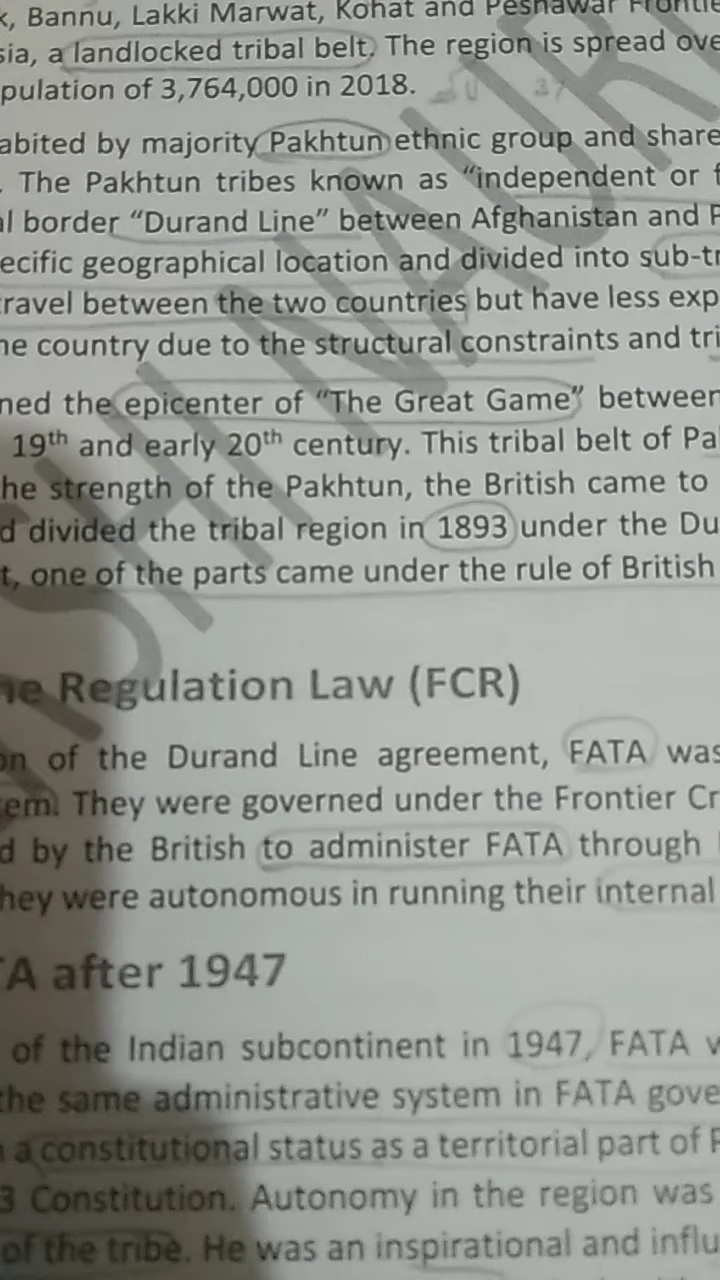 k, Bannu, Lakki Marwat, Kohat and Peshawar Frontie
sia, a landlocked tribal belt. The region is spread ove
pulation of 3,764,000 in 2018.
37
abited by majority Pakhtun ethnic group and share
. The Pakhtun tribes known as “independent or f
al border “Durand Line” between Afghanistan and P
ecific geographical location and divided into sub-tr
ravel between the two countries but have less exp
he country due to the structural constraints and tri
ned the epicenter of “The Great Game” between
19th and early 20th century. This tribal belt of Pa
he strength of the Pakhtun, the British came to
d divided the tribal region in 1893 under the Du
t, one of the parts came under the rule of British
ne Regulation Law (FCR)
on of the Durand Line agreement, FATA was
em. They were governed under the Frontier Cr
d by the British to administer FATA through
hey were autonomous in running their internal
TA after 1947
of the Indian subcontinent in 1947, FATA w
the same administrative system in FATA gove
a constitutional status as a territorial part of P
3 Constitution. Autonomy in the region was
of the tribe. He was an inspirational and influ